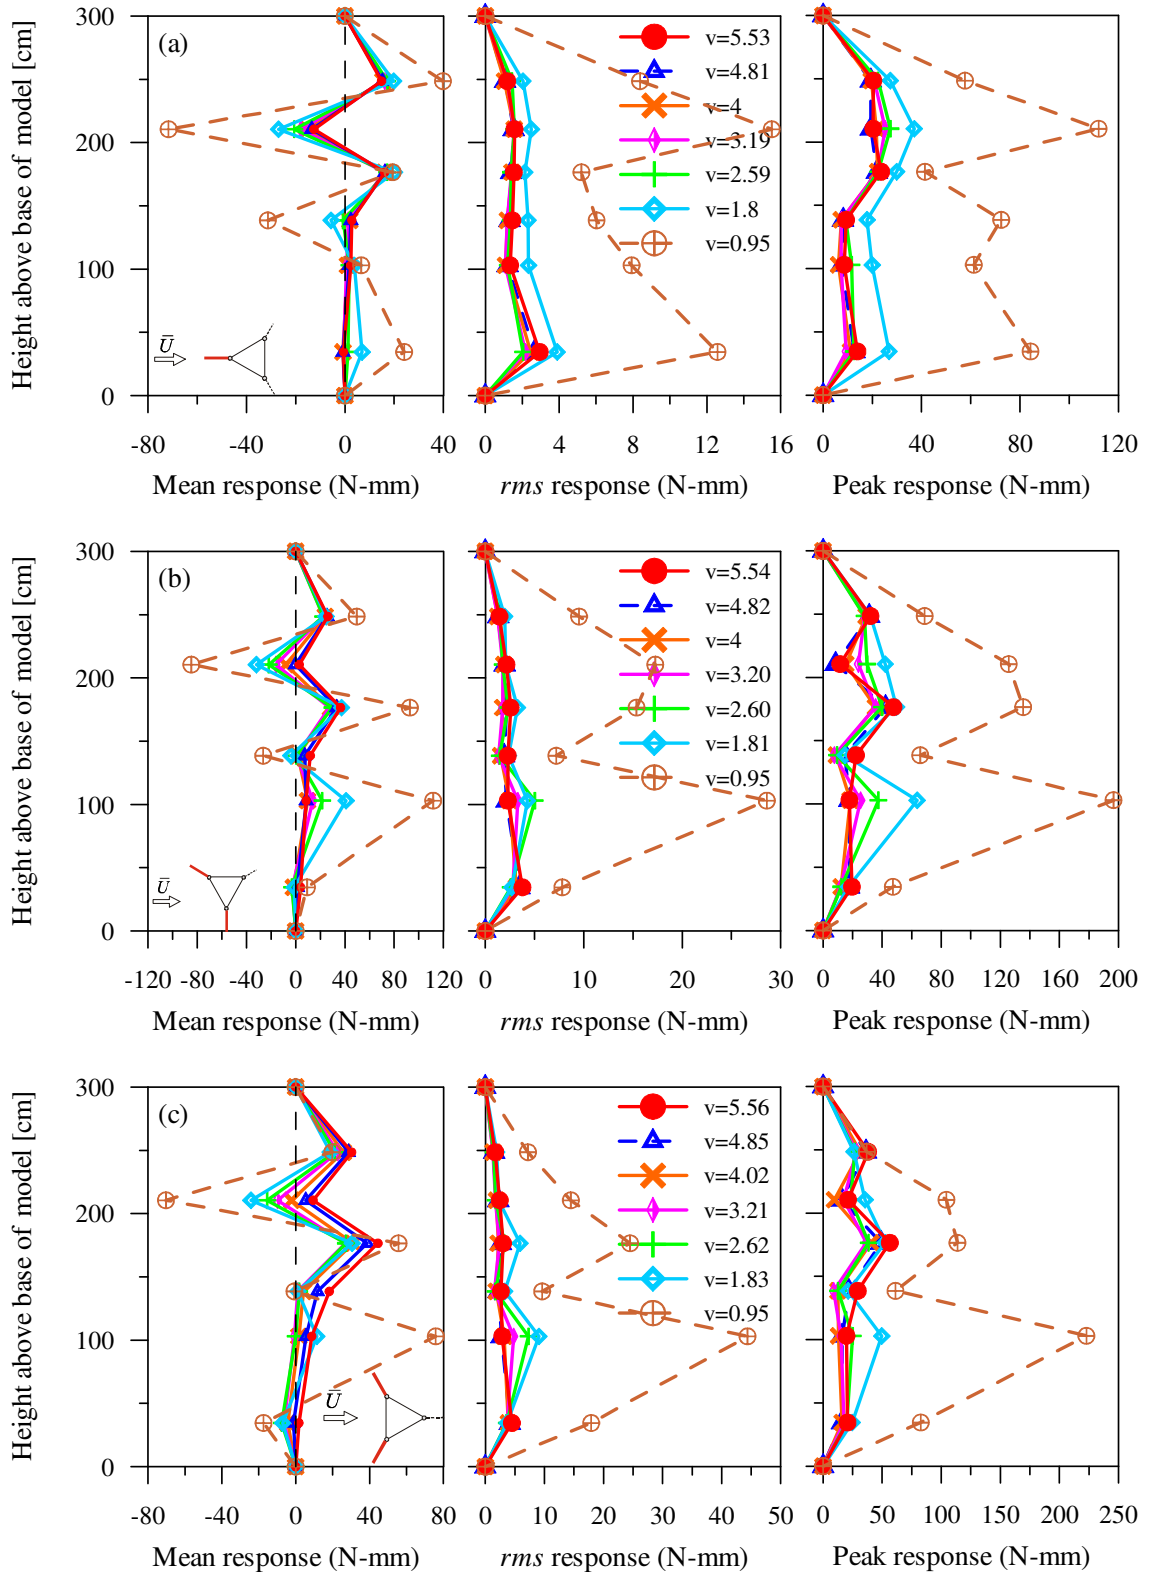 Height above base of model [cm]
(a)
300
200
100
0
Ū
-80
-40
0
40
Mean response (N-mm)
v=5.53
v=4.81
v=4
v=3.19
v=2.59
v=1.8
v=0.95
0
4
8
12
16
rms response (N-mm)
0
40
80
120
Peak response (N-mm)
Height above base of model [cm]
(b)
300
200
100
0
Ū
-120
-80
-40
0
40
80
120
Mean response (N-mm)
v=5.54
v=4.82
v=4
v=3.20
v=2.60
v=1.81
v=0.95
0
10
20
30
rms response (N-mm)
0
40
80
120
160
200
Peak response (N-mm)
Height above base of model [cm]
(c)
300
200
100
0
Ū
-80
-40
0
40
80
Mean response (N-mm)
v=5.56
v=4.85
v=4.02
v=3.21
v=2.62
v=1.83
v=0.95
0
10
20
30
40
50
rms response (N-mm)
0
50
100
150
200
250
Peak response (N-mm)